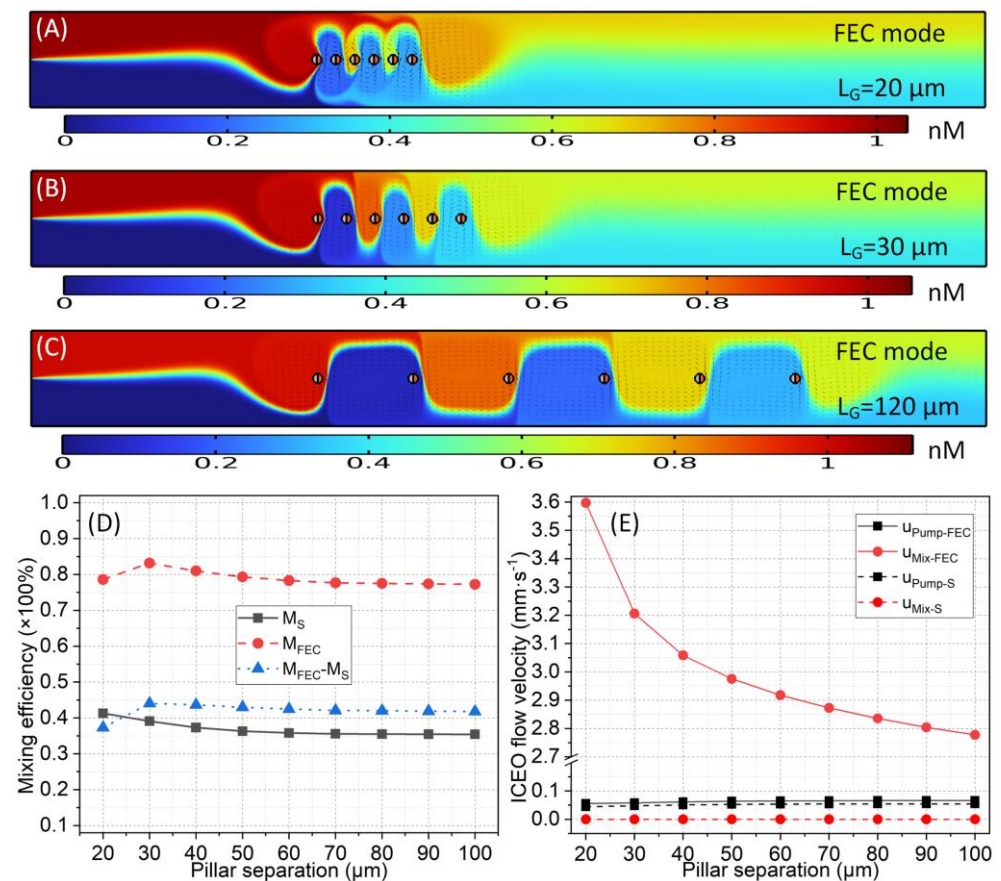 (A)
FEC mode
L_G=20 μm
0 0.2 0.4 0.6 0.8 1 nM
(B)
FEC mode
L_G=30 μm
0 0.2 0.4 0.6 0.8 1 nM
(C)
FEC mode
L_G=120 μm
0 0.2 0.4 0.6 0.8 1 nM
(D)
Mixing efficiency (×100%)
1.0
0.9
0.8
0.7
0.6
0.5
0.4
0.3
0.2
0.1
M_S
M_FEC
M_FEC-M_S
20 30 40 50 60 70 80 90 100
Pillar separation (μm)
(E)
ICEO flow velocity (mm·s⁻¹)
3.6
3.5
3.4
3.3
3.2
3.1
3.0
2.9
2.8
2.7
0.1
0.0
u_Pump-FEC
u_Mix-FEC
u_Pump-S
u_Mix-S
20 30 40 50 60 70 80 90 100
Pillar separation (μm)